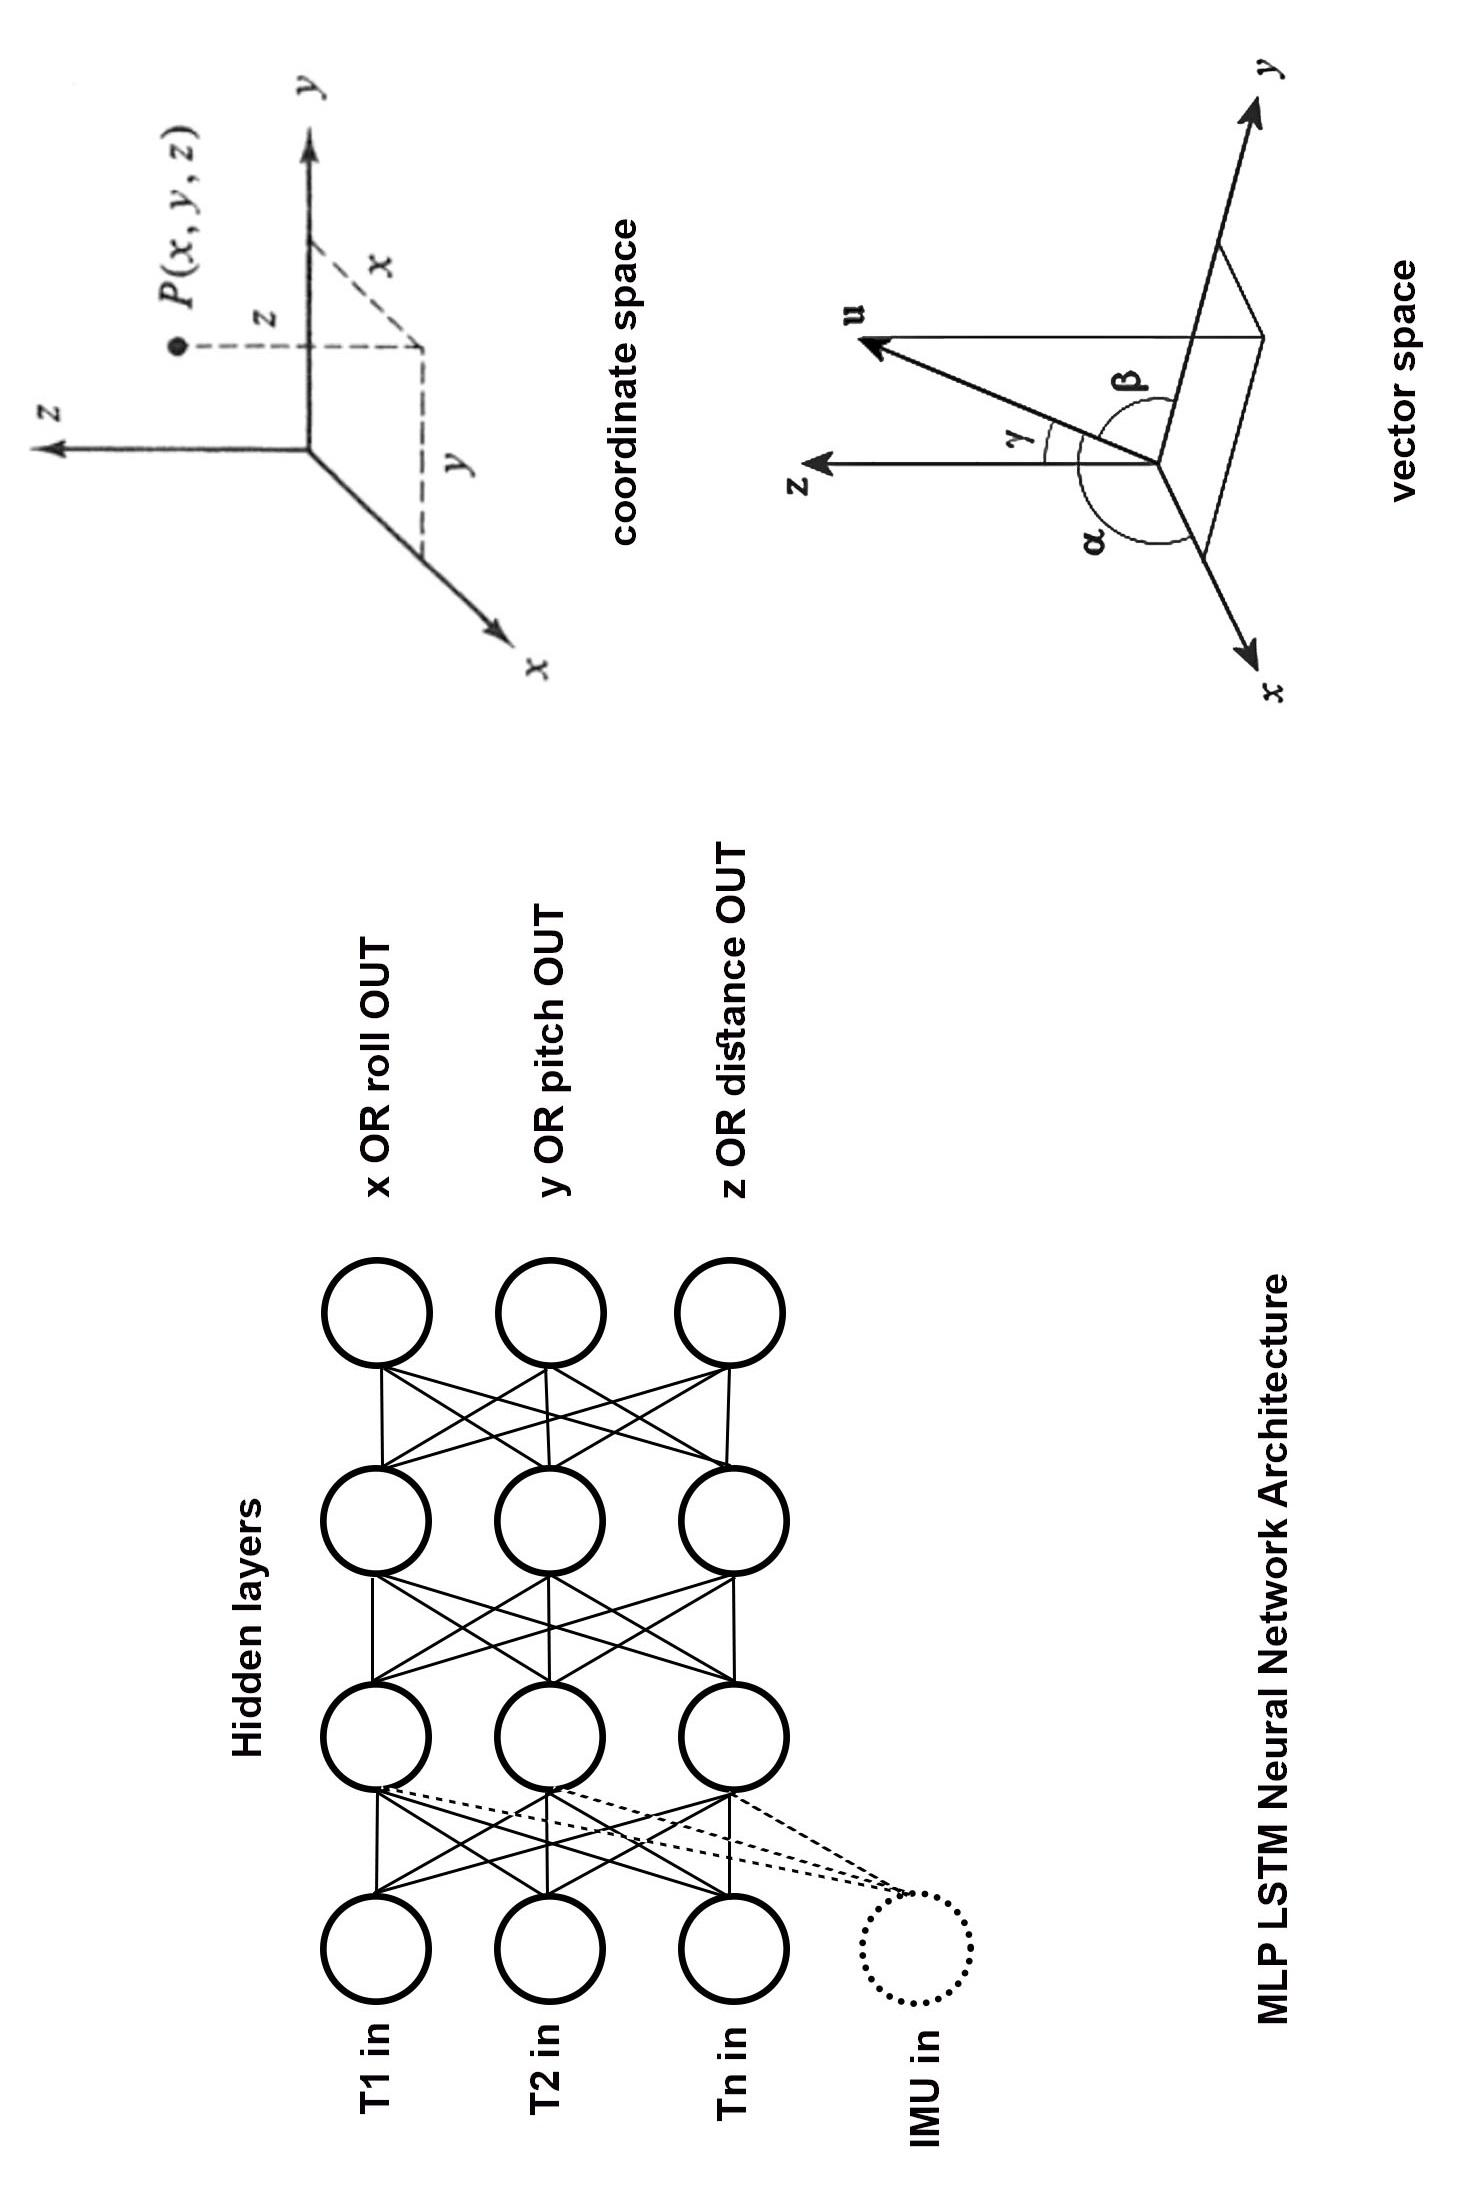 Hidden layers
T1 in
T2 in
Tn in
IMU in
x OR roll OUT
y OR pitch OUT
z OR distance OUT
MLP LSTM Neural Network Architecture
z
P(x, y, z)
z
y
x
y
x
coordinate space
z
u
γ
β
α
y
x
vector space